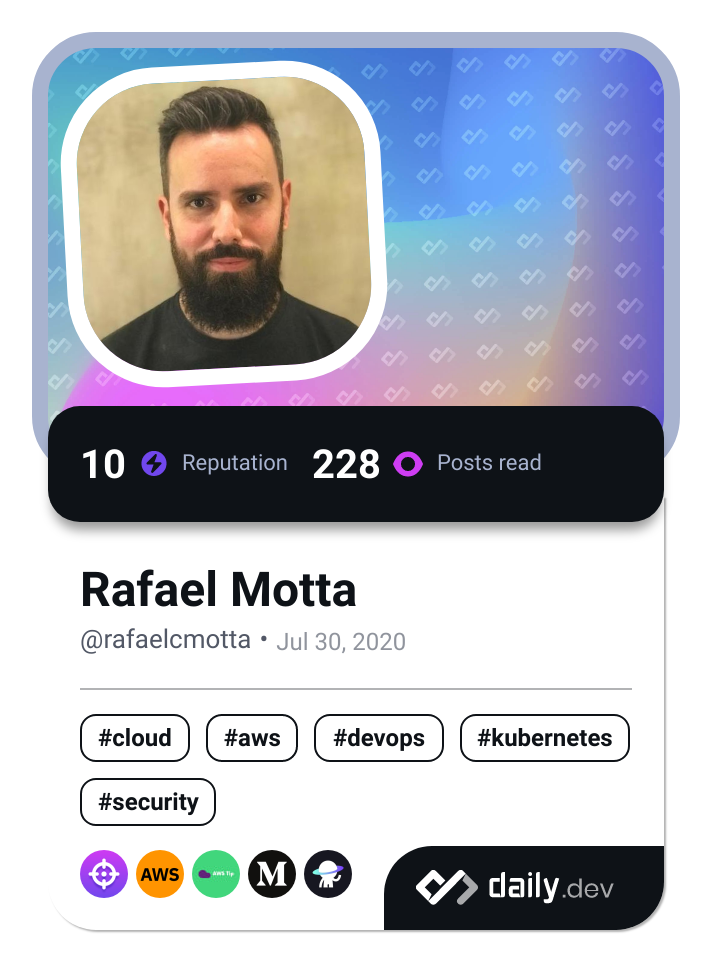 10 Reputation 228 Posts read
Rafael Motta
@rafaelcmotta • Jul 30, 2020
#cloud #aws #devops #kubernetes
#security
AWS AWS Tip M daily.dev